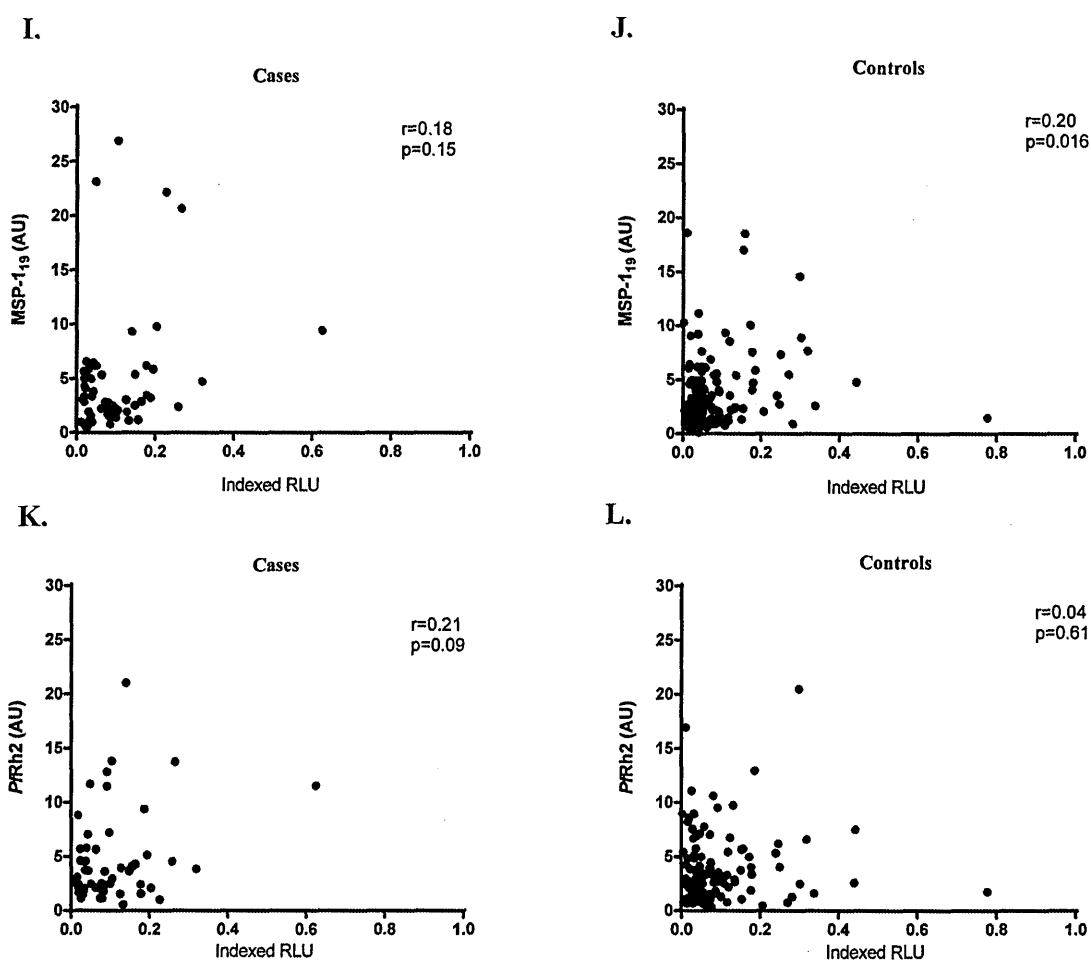 I.
Cases
r=0.18
p=0.15
30
25
20
15
10
5
0
MSP-1₁₉ (AU)
0.0 0.2 0.4 0.6 0.8 1.0
Indexed RLU
J.
Controls
r=0.20
p=0.016
30
25
20
15
10
5
0
MSP-1₁₉ (AU)
0.0 0.2 0.4 0.6 0.8 1.0
Indexed RLU
K.
Cases
r=0.21
p=0.09
30
25
20
15
10
5
0
PfRh2 (AU)
0.0 0.2 0.4 0.6 0.8 1.0
Indexed RLU
L.
Controls
r=0.04
p=0.61
30
25
20
15
10
5
0
PfRh2 (AU)
0.0 0.2 0.4 0.6 0.8 1.0
Indexed RLU